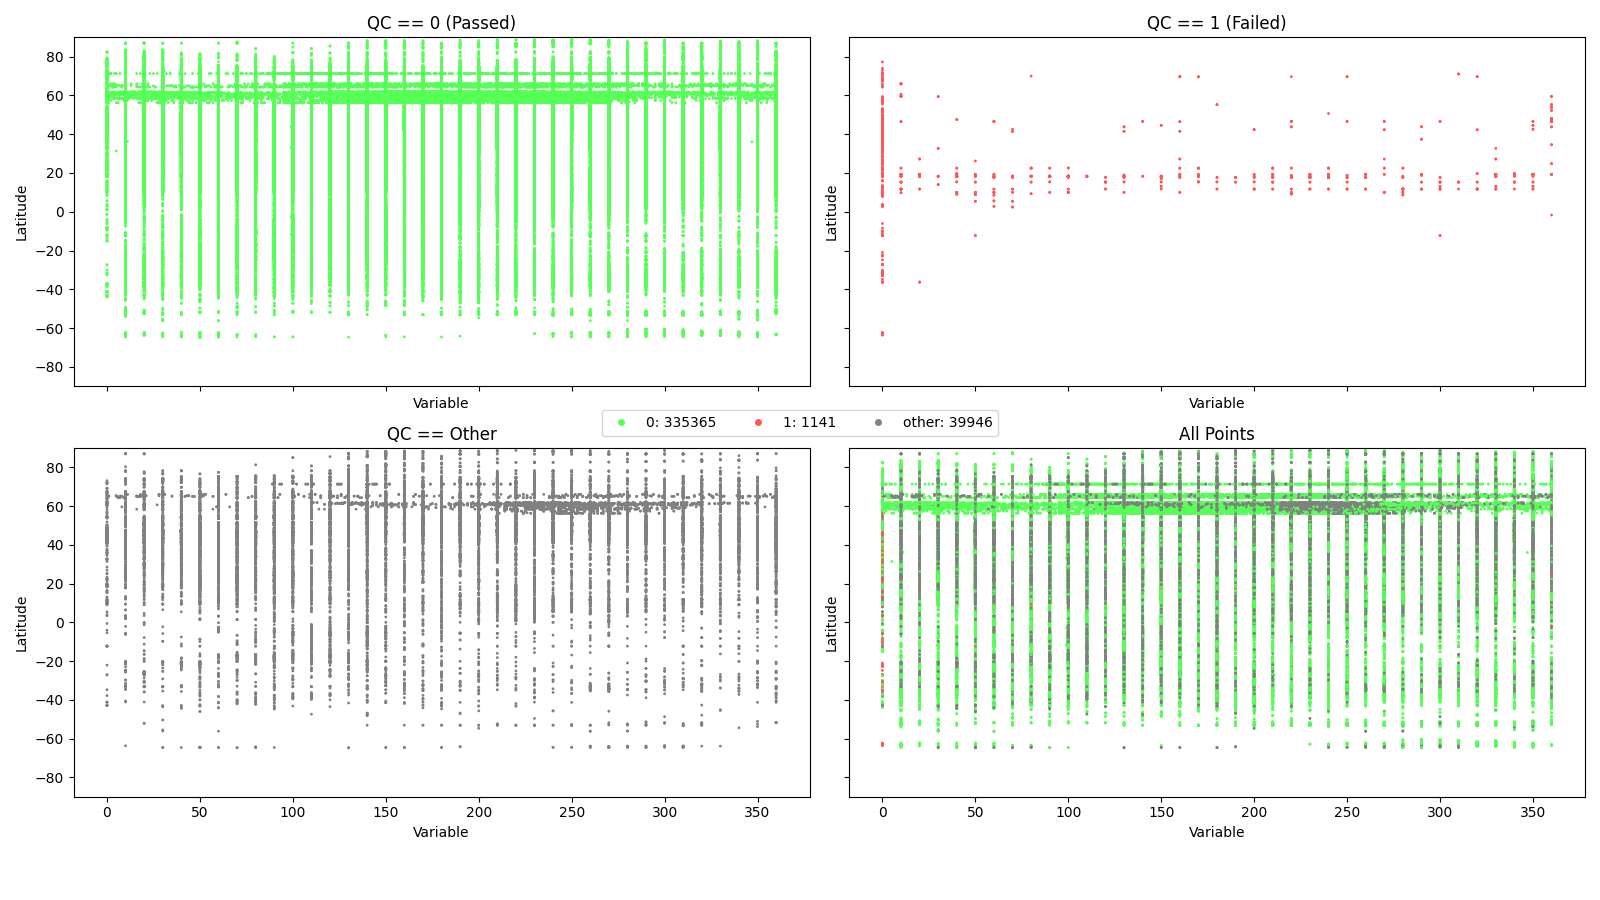 QC == 0 (Passed)
QC == 1 (Failed)
80
60
40
20
0
−20
−40
−60
−80
Latitude
Latitude
Variable
Variable
0: 335365
1: 1141
other: 39946
QC == Other
All Points
80
60
40
20
0
−20
−40
−60
−80
Latitude
Latitude
0 50 100 150 200 250 300 350
0 50 100 150 200 250 300 350
Variable
Variable